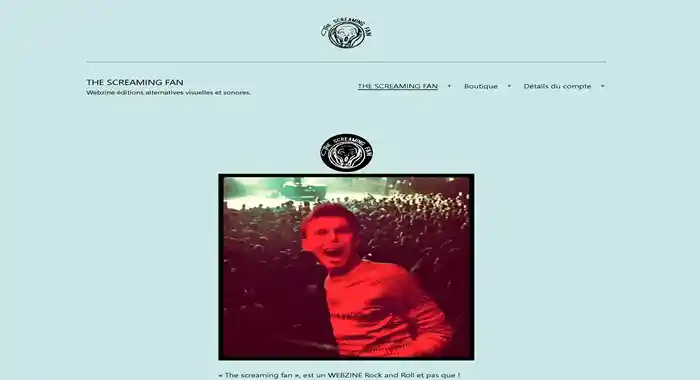 The SCREAMING FAN
THE SCREAMING FAN
Webzine éditions alternatives visuelles et sonores.
THE SCREAMING FAN + Boutique + Détails du compte +
The SCREAMING FAN
« The screaming fan », est un WEBZINE Rock and Roll et pas que !